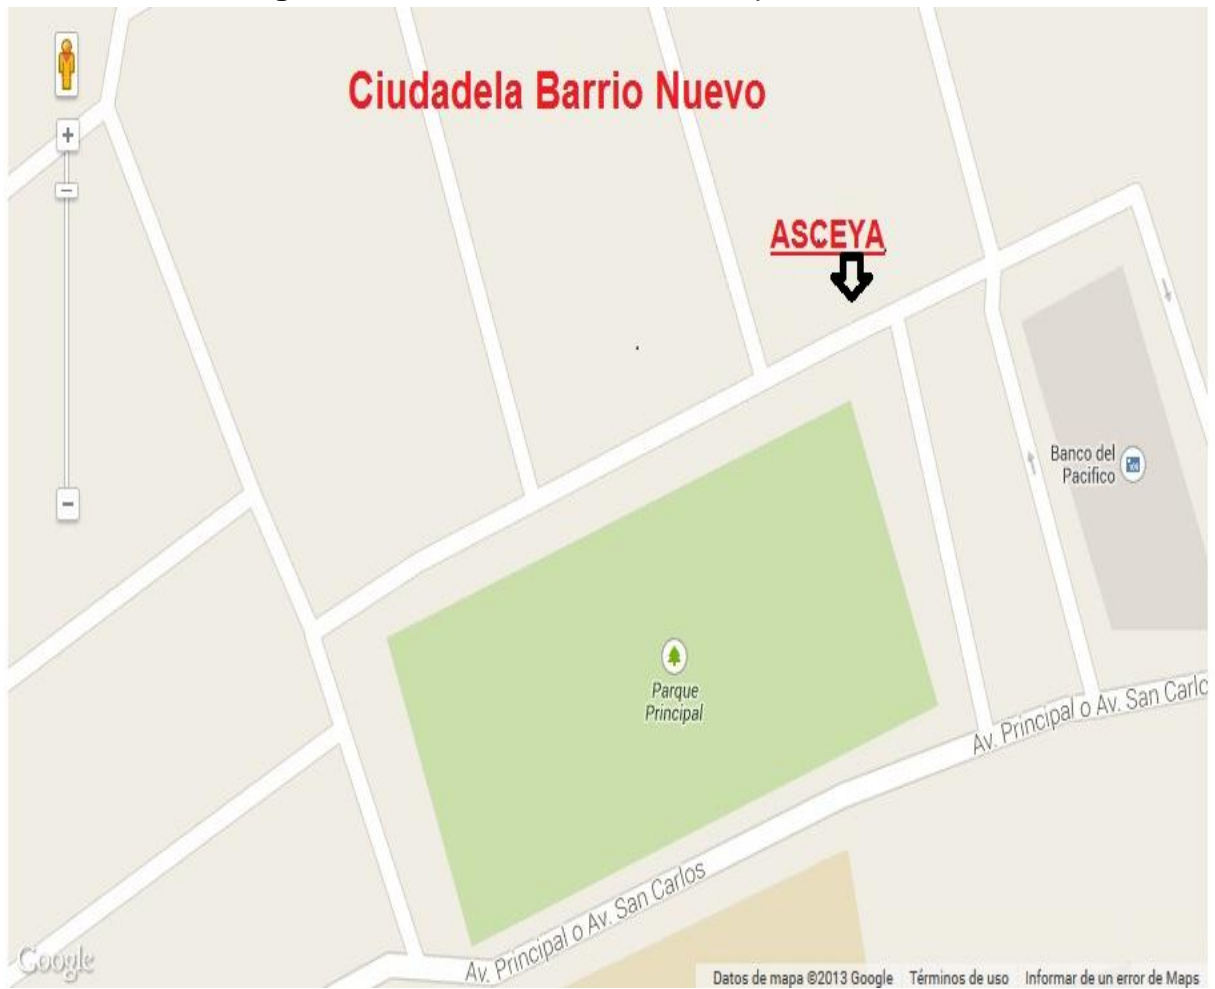 Ciudadela Barrio Nuevo
ASCEYA
Banco del
Pacifico
Parque
Principal
Av. Principal o Av. San Carlo
Av. Principal o Av. San Carlos
Google
Datos de mapa ©2013 Google Términos de uso Informar de un error de Maps